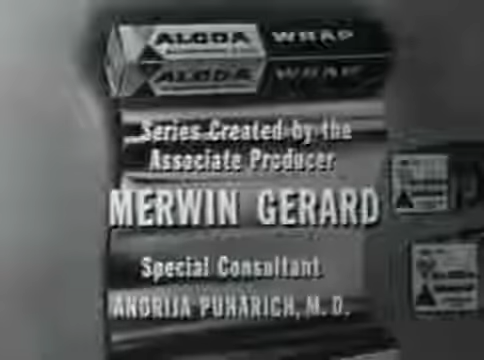 ALCOA WRAP
ALCOA WRAP
Series Created by the
Associate Producer
MERWIN GERARD
Special Consultant
ANDRIJA PUHARICH, M. D.